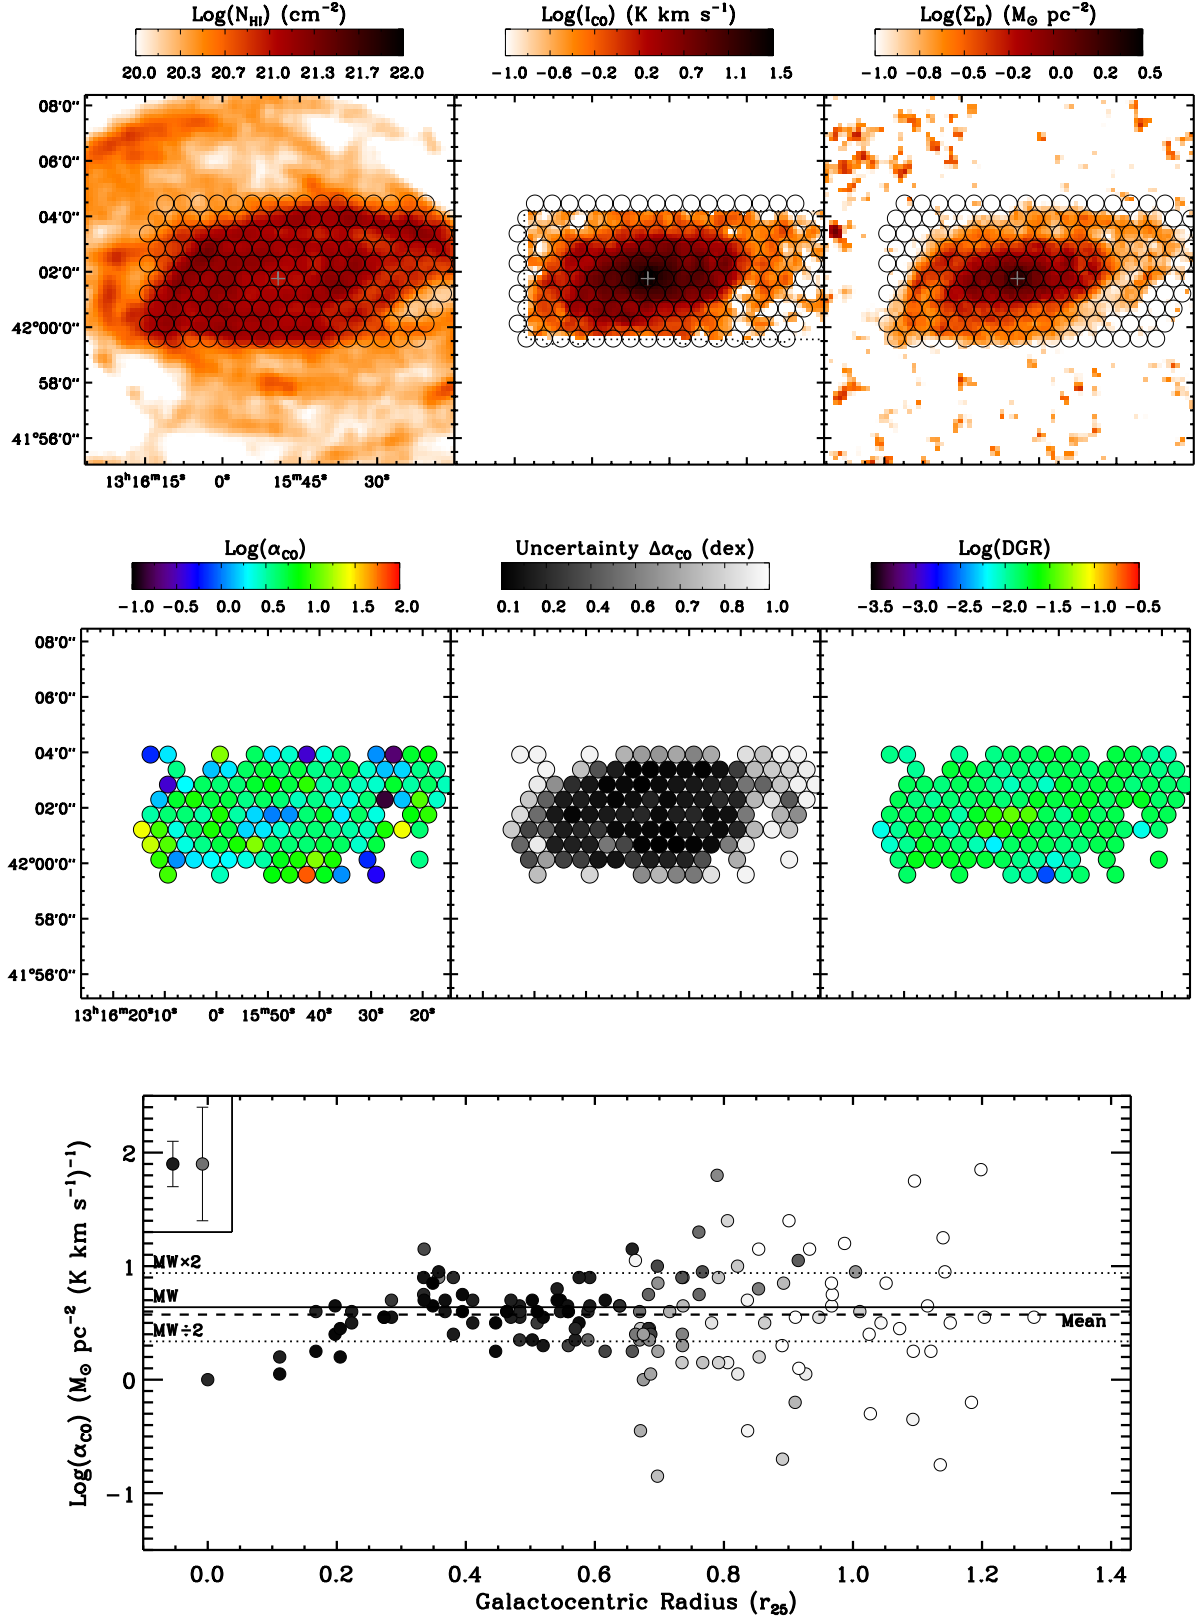 Log(N_HI) (cm⁻²) Log(I_CO) (K km s⁻¹) Log(Σ_D) (M⊙ pc⁻²)
20.0 20.3 20.7 21.0 21.3 21.7 22.0 −1.0 −0.6 −0.2 0.2 0.7 1.1 1.5 −1.0 −0.8 −0.5 −0.2 0.0 0.2 0.5
08'0''
06'0''
04'0''
02'0''
42°00'0''
58'0''
41°56'0''
13ʰ16ᵐ15ˢ 0ˢ 15ᵐ45ˢ 30ˢ
Log(α_CO) Uncertainty Δα_CO (dex) Log(DGR)
−1.0 −0.5 0.0 0.5 1.0 1.5 2.0 0.1 0.2 0.4 0.6 0.7 0.8 1.0 −3.5 −3.0 −2.5 −2.0 −1.5 −1.0 −0.5
08'0''
06'0''
04'0''
02'0''
42°00'0''
58'0''
41°56'0''
13ʰ16ᵐ20ˢ10ˢ 0ˢ 15ᵐ50ˢ 40ˢ 30ˢ 20ˢ
Log(α_CO) (M⊙ pc⁻² (K km s⁻¹)⁻¹)
2
1
0
−1
MW×2
MW
MW÷2
Mean
0.0 0.2 0.4 0.6 0.8 1.0 1.2 1.4
Galactocentric Radius (r₂₅)